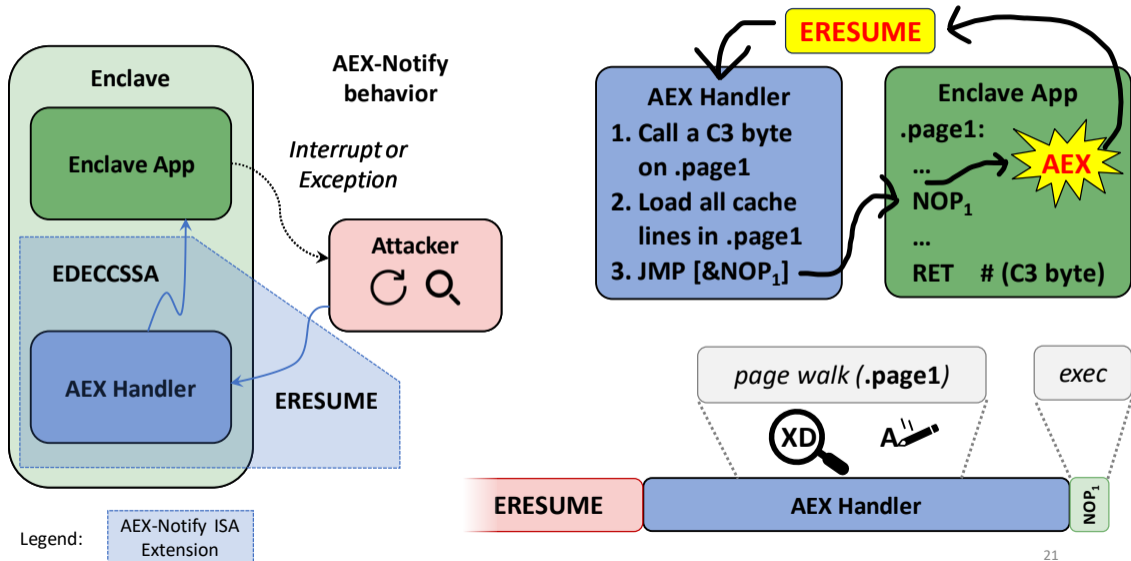 Enclave
Enclave App
EDECCSSA
AEX Handler
AEX-Notify
behavior
Interrupt or
Exception
Attacker
ERESUME
Legend:
AEX-Notify ISA
Extension
ERESUME
AEX Handler
1. Call a C3 byte
on .page1
2. Load all cache
lines in .page1
3. JMP [&NOP₁]
Enclave App
.page1:
...
NOP₁
...
RET # (C3 byte)
AEX
page walk (.page1)
exec
XD
A
ERESUME
AEX Handler
NOP₁
21